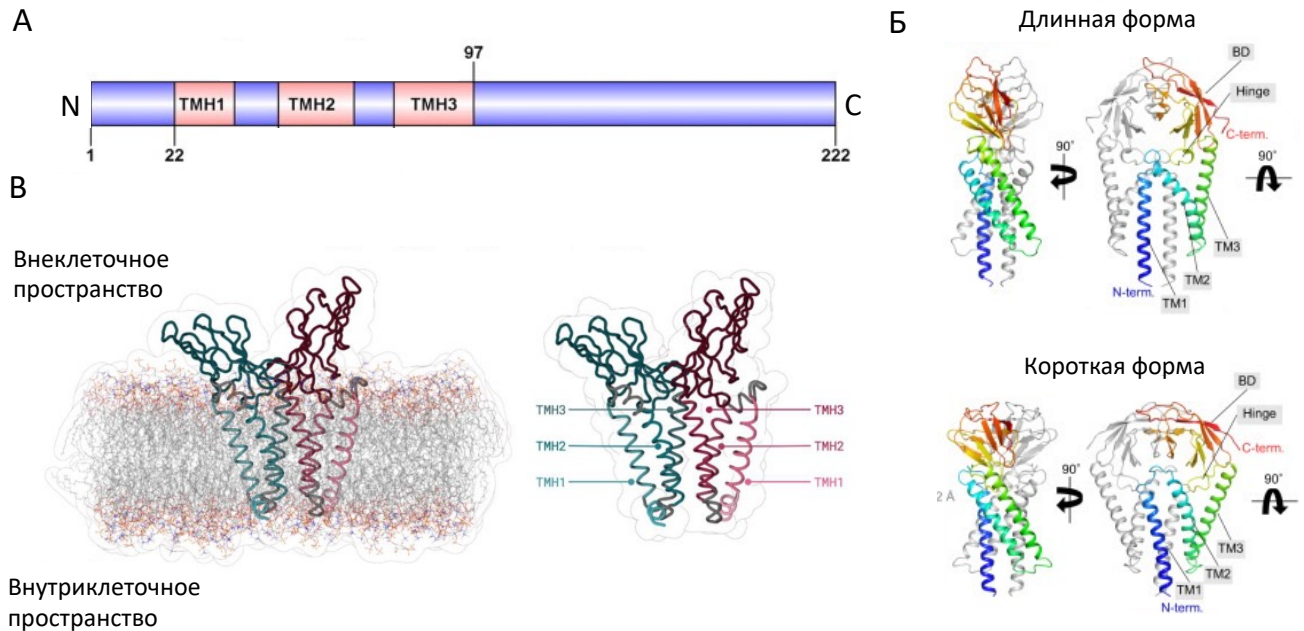 А
97
N
TMH1
TMH2
TMH3
C
1
22
222
Б
Длинная форма
BD
Hinge
C-term.
90°
90°
TM3
TM2
TM1
N-term.
В
Внеклеточное
пространство
TMH3
TMH2
TMH1
TMH3
TMH2
TMH1
Внутриклеточное
пространство
Короткая форма
BD
Hinge
C-term.
90°
90°
2 Å
TM3
TM2
TM1
N-term.